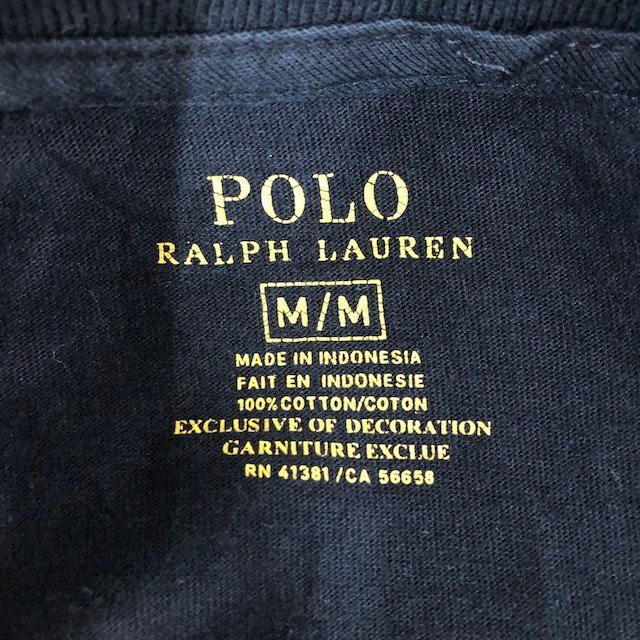 POLO
RALPH LAUREN
M/M
MADE IN INDONESIA
FAIT EN INDONESIE
100% COTTON/COTON
EXCLUSIVE OF DECORATION
GARNITURE EXCLUE
RN 41381 /CA 56658